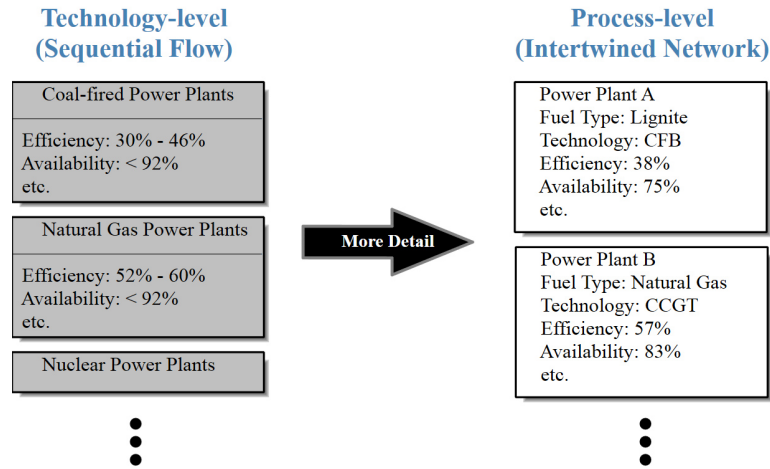 Technology-level
(Sequential Flow)
Coal-fired Power Plants
Efficiency: 30% - 46%
Availability: < 92%
etc.
Natural Gas Power Plants
Efficiency: 52% - 60%
Availability: < 92%
etc.
Nuclear Power Plants
More Detail
Process-level
(Intertwined Network)
Power Plant A
Fuel Type: Lignite
Technology: CFB
Efficiency: 38%
Availability: 75%
etc.
Power Plant B
Fuel Type: Natural Gas
Technology: CCGT
Efficiency: 57%
Availability: 83%
etc.